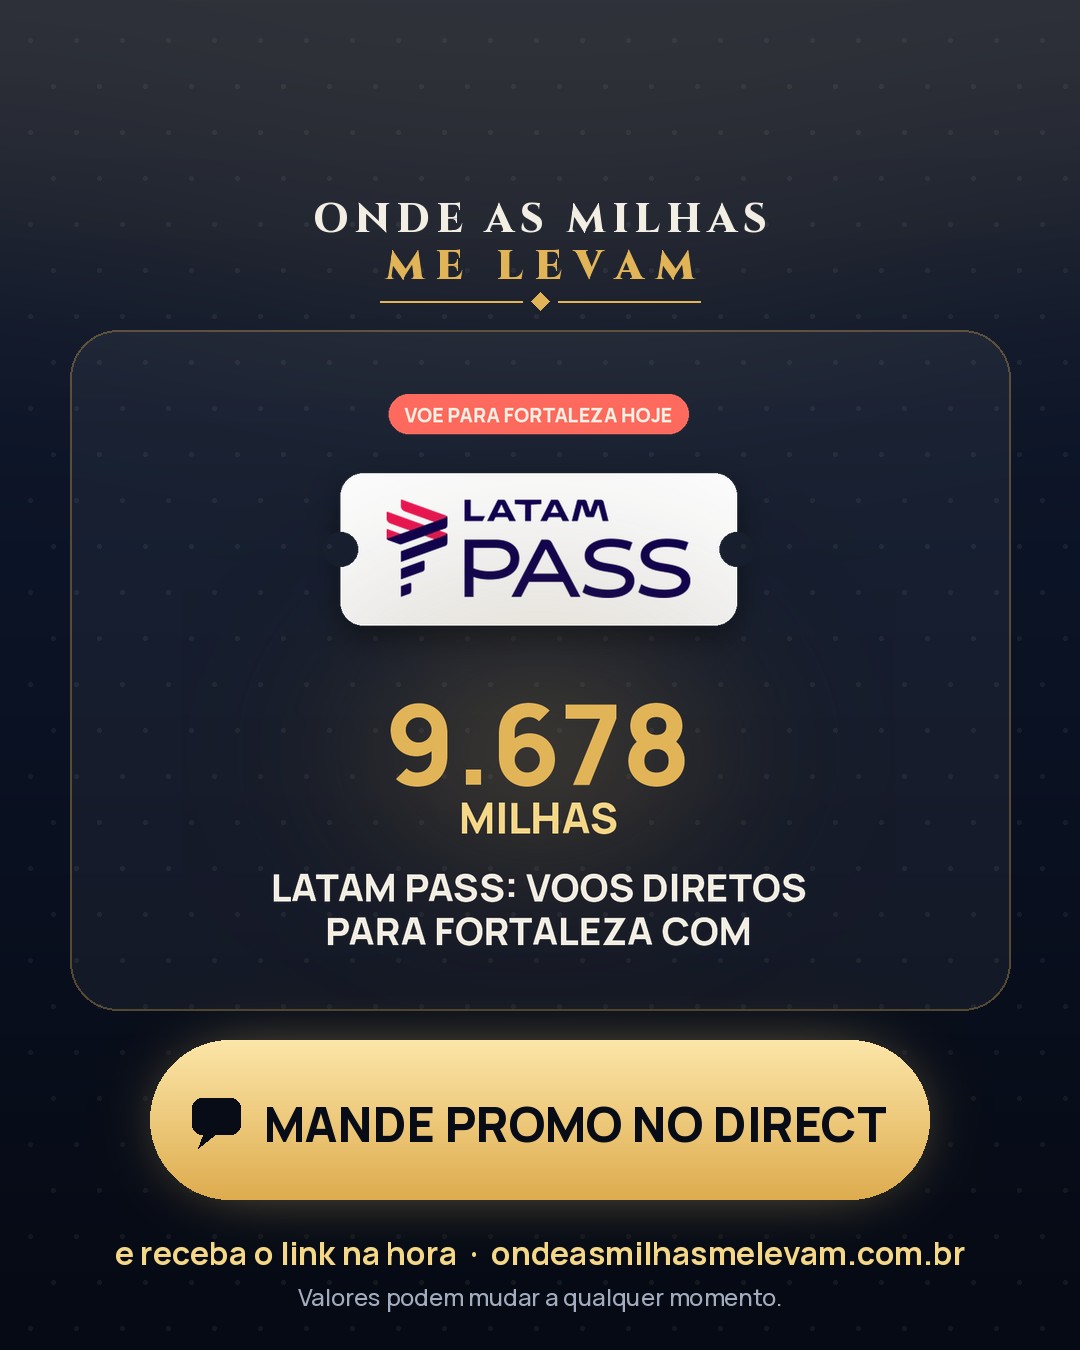 ONDE AS MILHAS
ME LEVAM
VOE PARA FORTALEZA HOJE
LATAM
PASS
9.678
MILHAS
LATAM PASS: VOOS DIRETOS
PARA FORTALEZA COM
MANDE PROMO NO DIRECT
e receba o link na hora · ondeasmilhasmelevam.com.br
Valores podem mudar a qualquer momento.